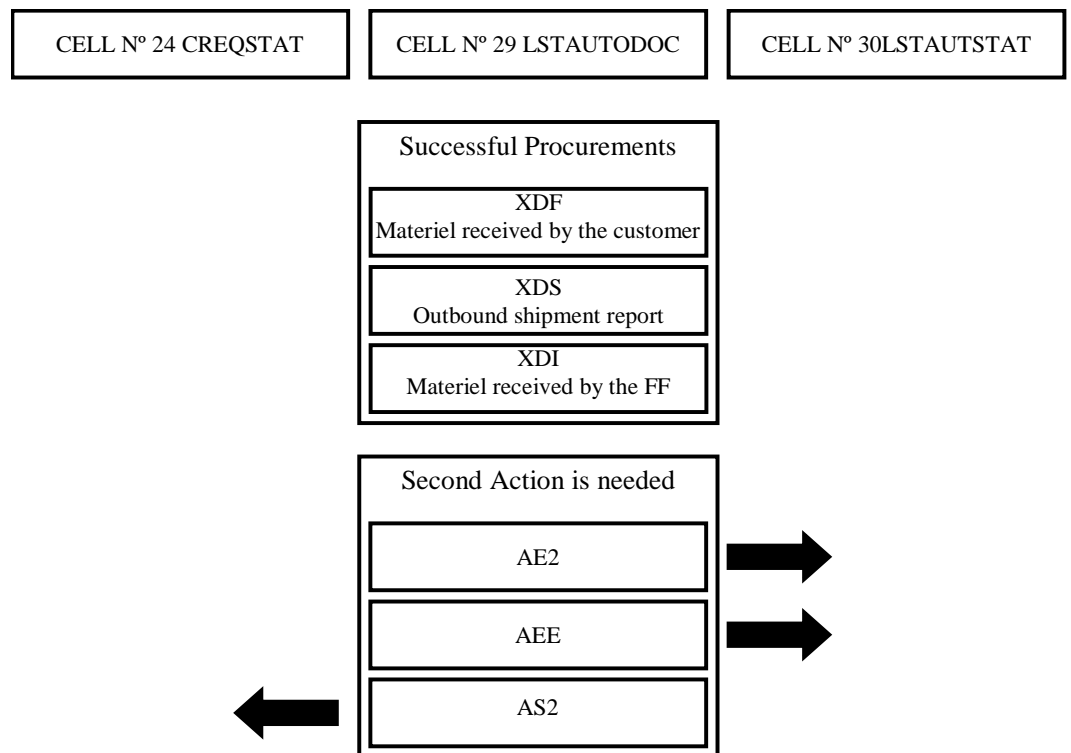 CELL Nº 24 CREQSTAT
CELL Nº 29 LSTAUTODOC
CELL Nº 30LSTAUTSTAT
Successful Procurements
XDF
Materiel received by the customer
XDS
Outbound shipment report
XDI
Materiel received by the FF
Second Action is needed
AE2
AEE
AS2